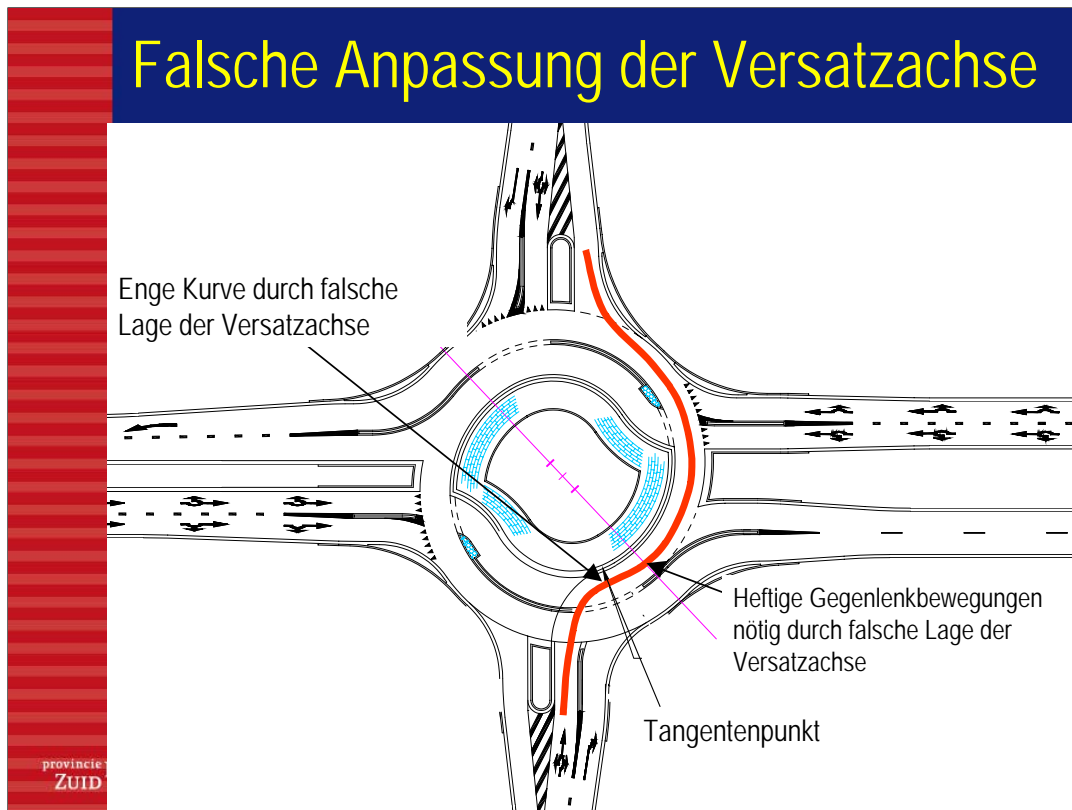 Falsche Anpassung der Versatzachse
Enge Kurve durch falsche
Lage der Versatzachse
Heftige Gegenlenkbewegungen
nötig durch falsche Lage der
Versatzachse
Tangentenpunkt
provincie
ZUID